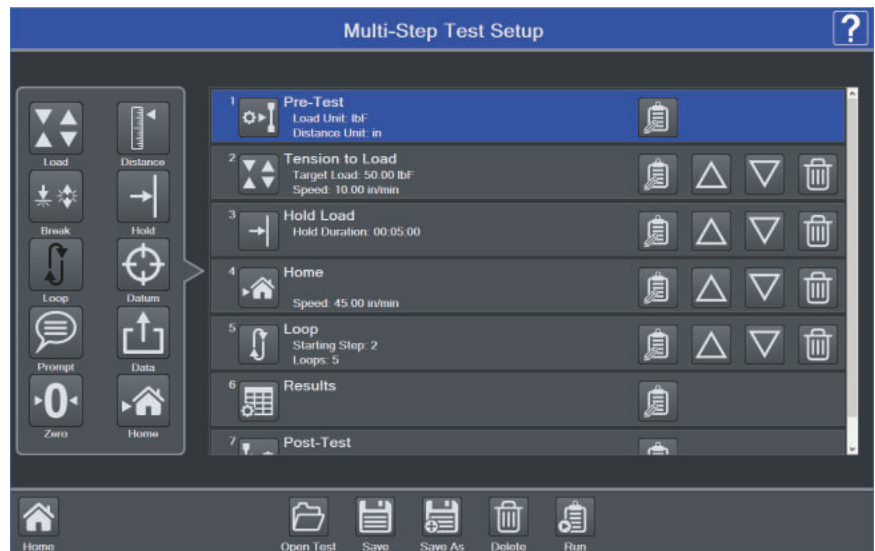 Multi-Step Test Setup
?
Load
Distance
Break
Hold
Loop
Datum
Prompt
Data
0
Zero
Home
1
Pre-Test
Load Unit: lbF
Distance Unit: in
2
Tension to Load
Target Load: 50.00 lbF
Speed: 10.00 in/min
3
Hold Load
Hold Duration: 00:05:00
4
Home
Speed: 45.00 in/min
5
Loop
Starting Step: 2
Loops: 5
6
Results
7
Post-Test
Home
Open Test
Save
Save As
Delete
Run